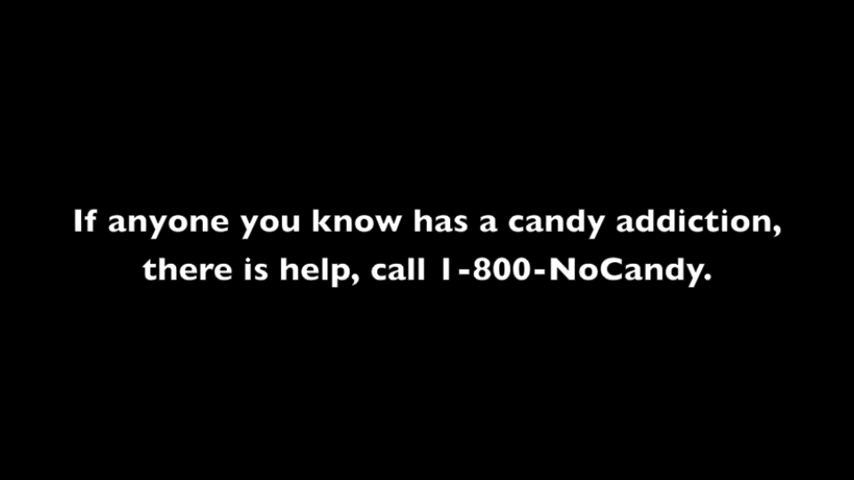 If anyone you know has a candy addiction,
there is help, call 1-800-NoCandy.